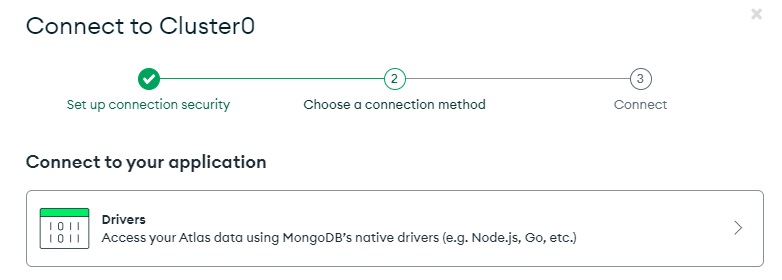 Connect to Cluster0
2
3
Set up connection security
Choose a connection method
Connect
Connect to your application
1011
1011
Drivers
Access your Atlas data using MongoDB's native drivers (e.g. Node.js, Go, etc.)